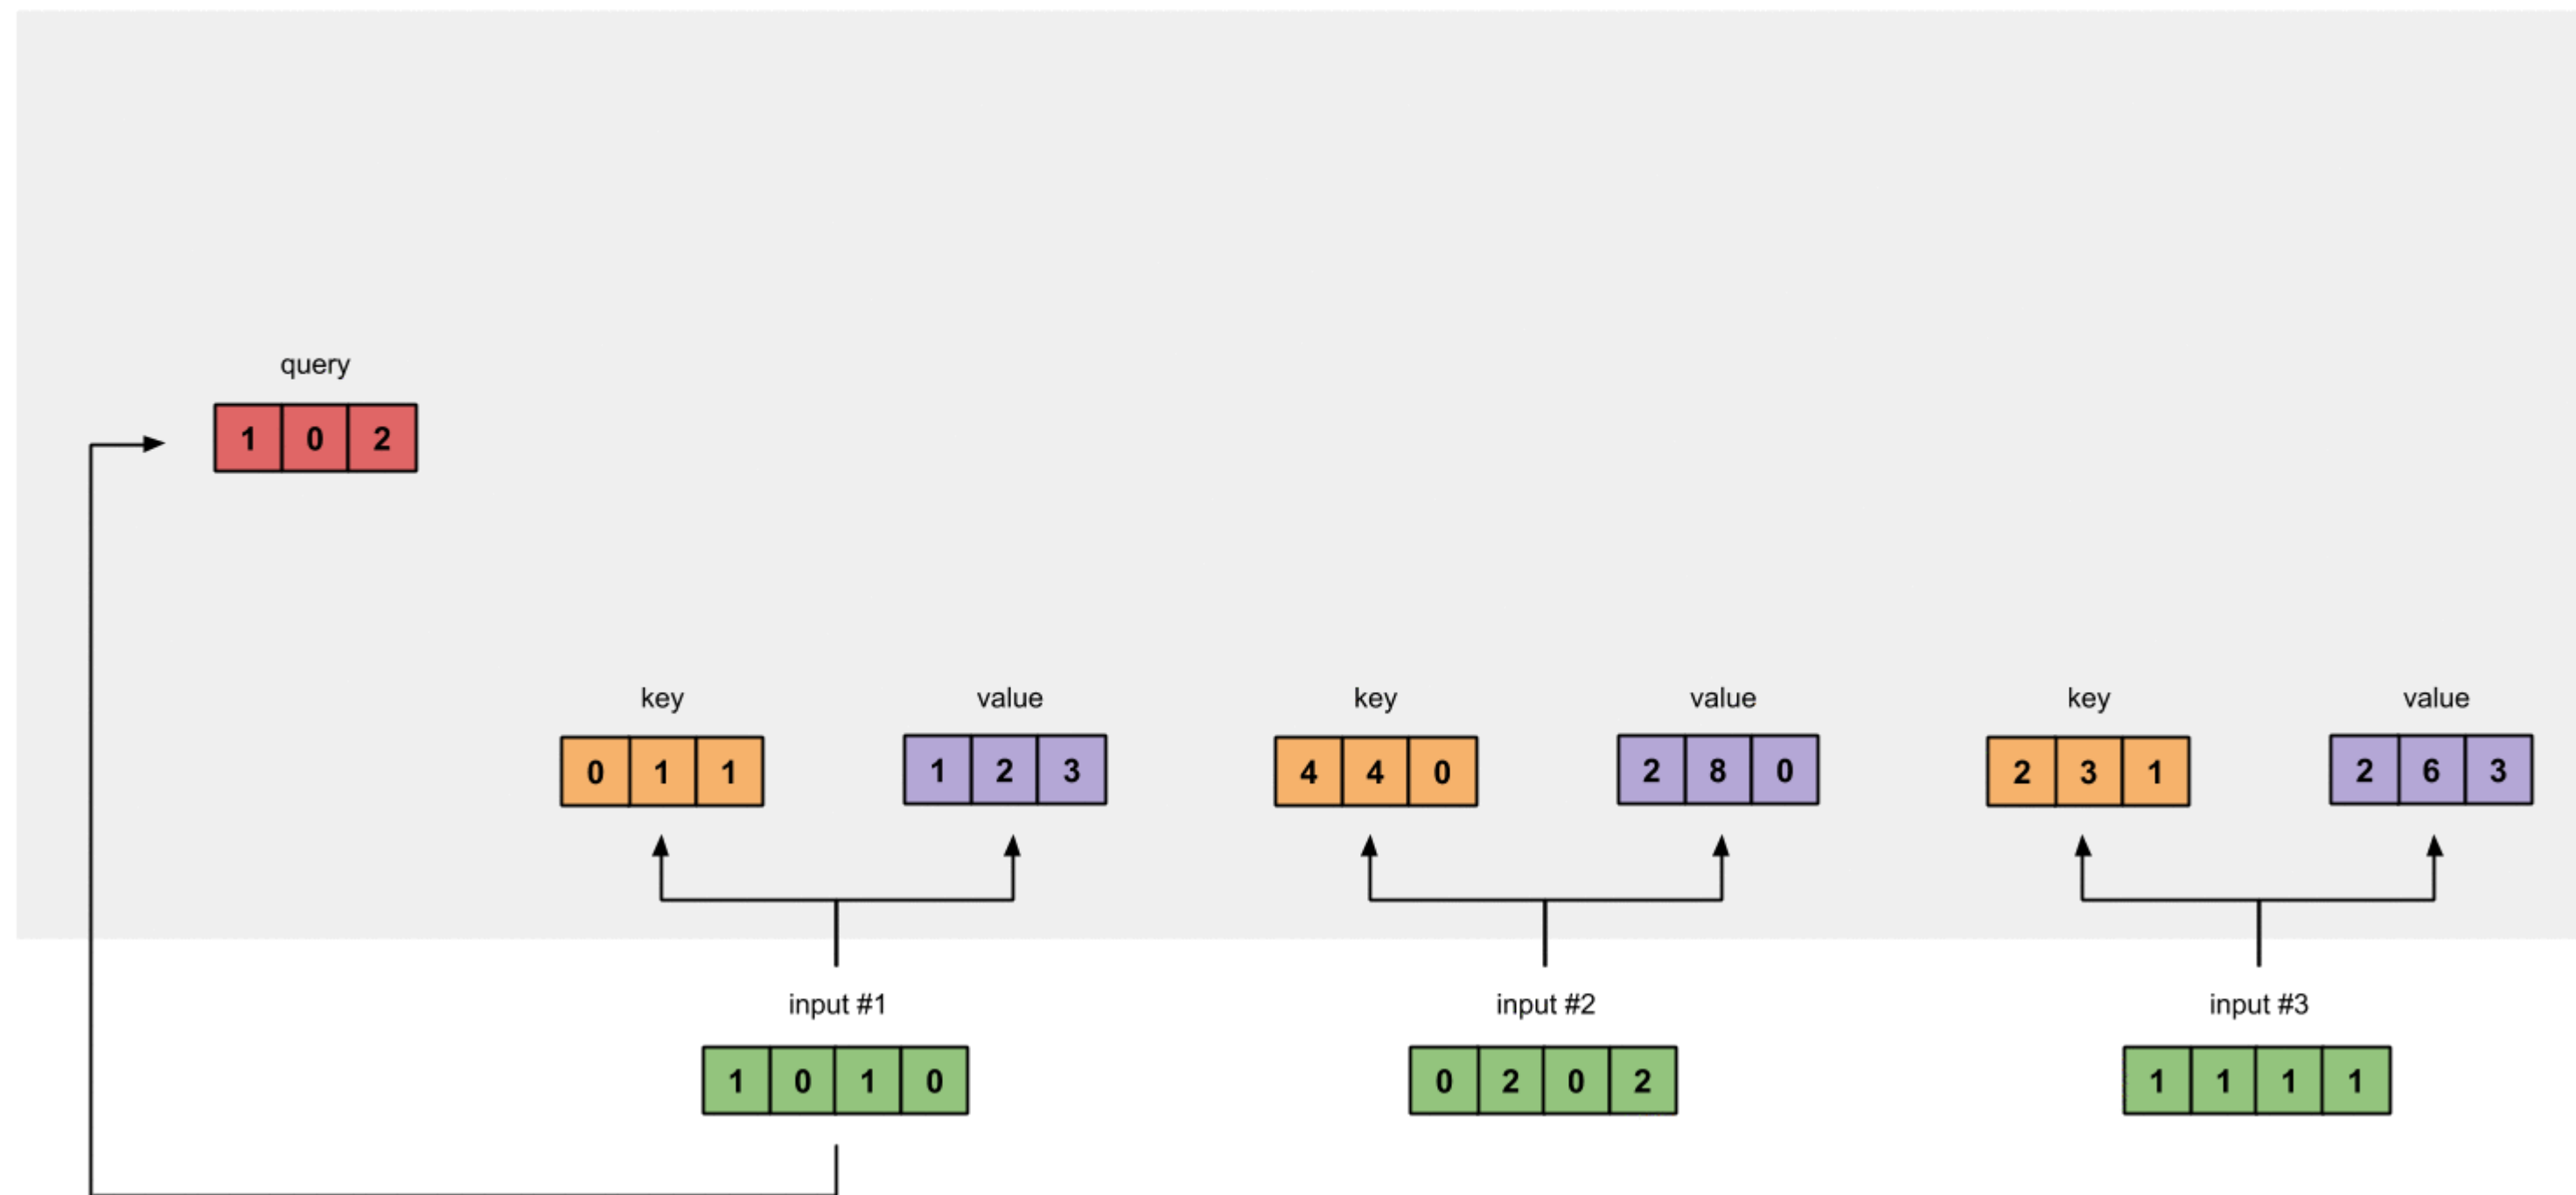 query
1 0 2
key value key value key value
0 1 1 1 2 3 4 4 0 2 8 0 2 3 1 2 6 3
input #1 input #2 input #3
1 0 1 0 0 2 0 2 1 1 1 1